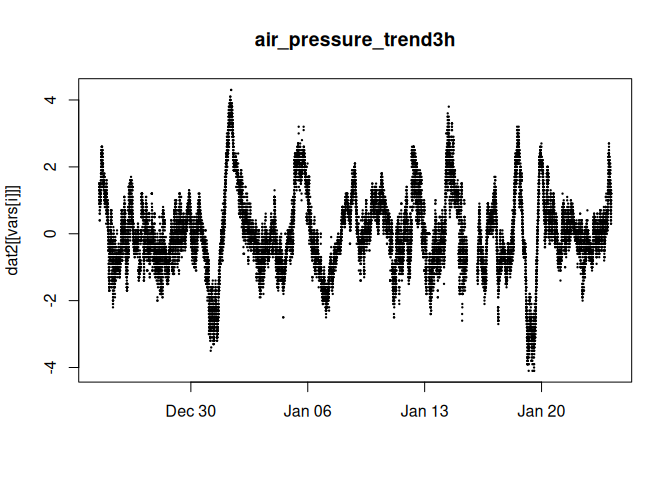 air_pressure_trend3h
dat2[[vars[i]]]
4
2
0
-2
-4
Dec 30
Jan 06
Jan 13
Jan 20